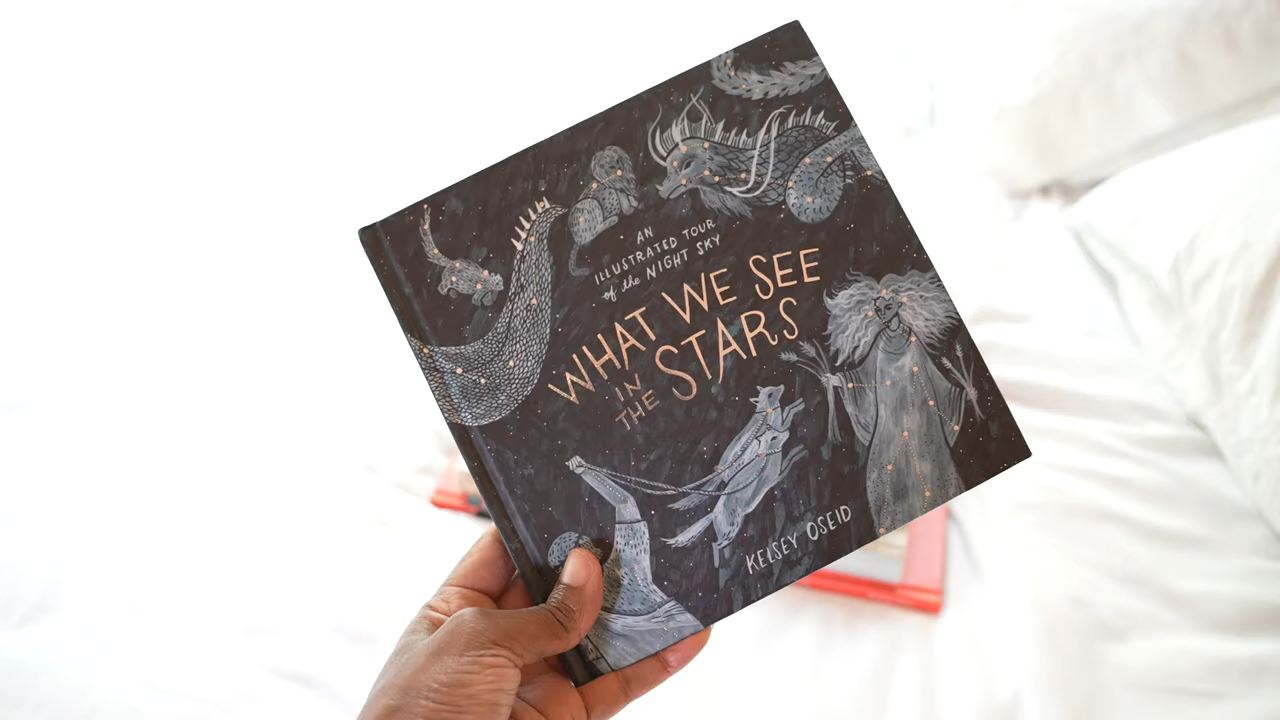 AN
ILLUSTRATED TOUR
of the NIGHT SKY
WHAT WE SEE
IN
THE
STARS
KELSEY OSEID